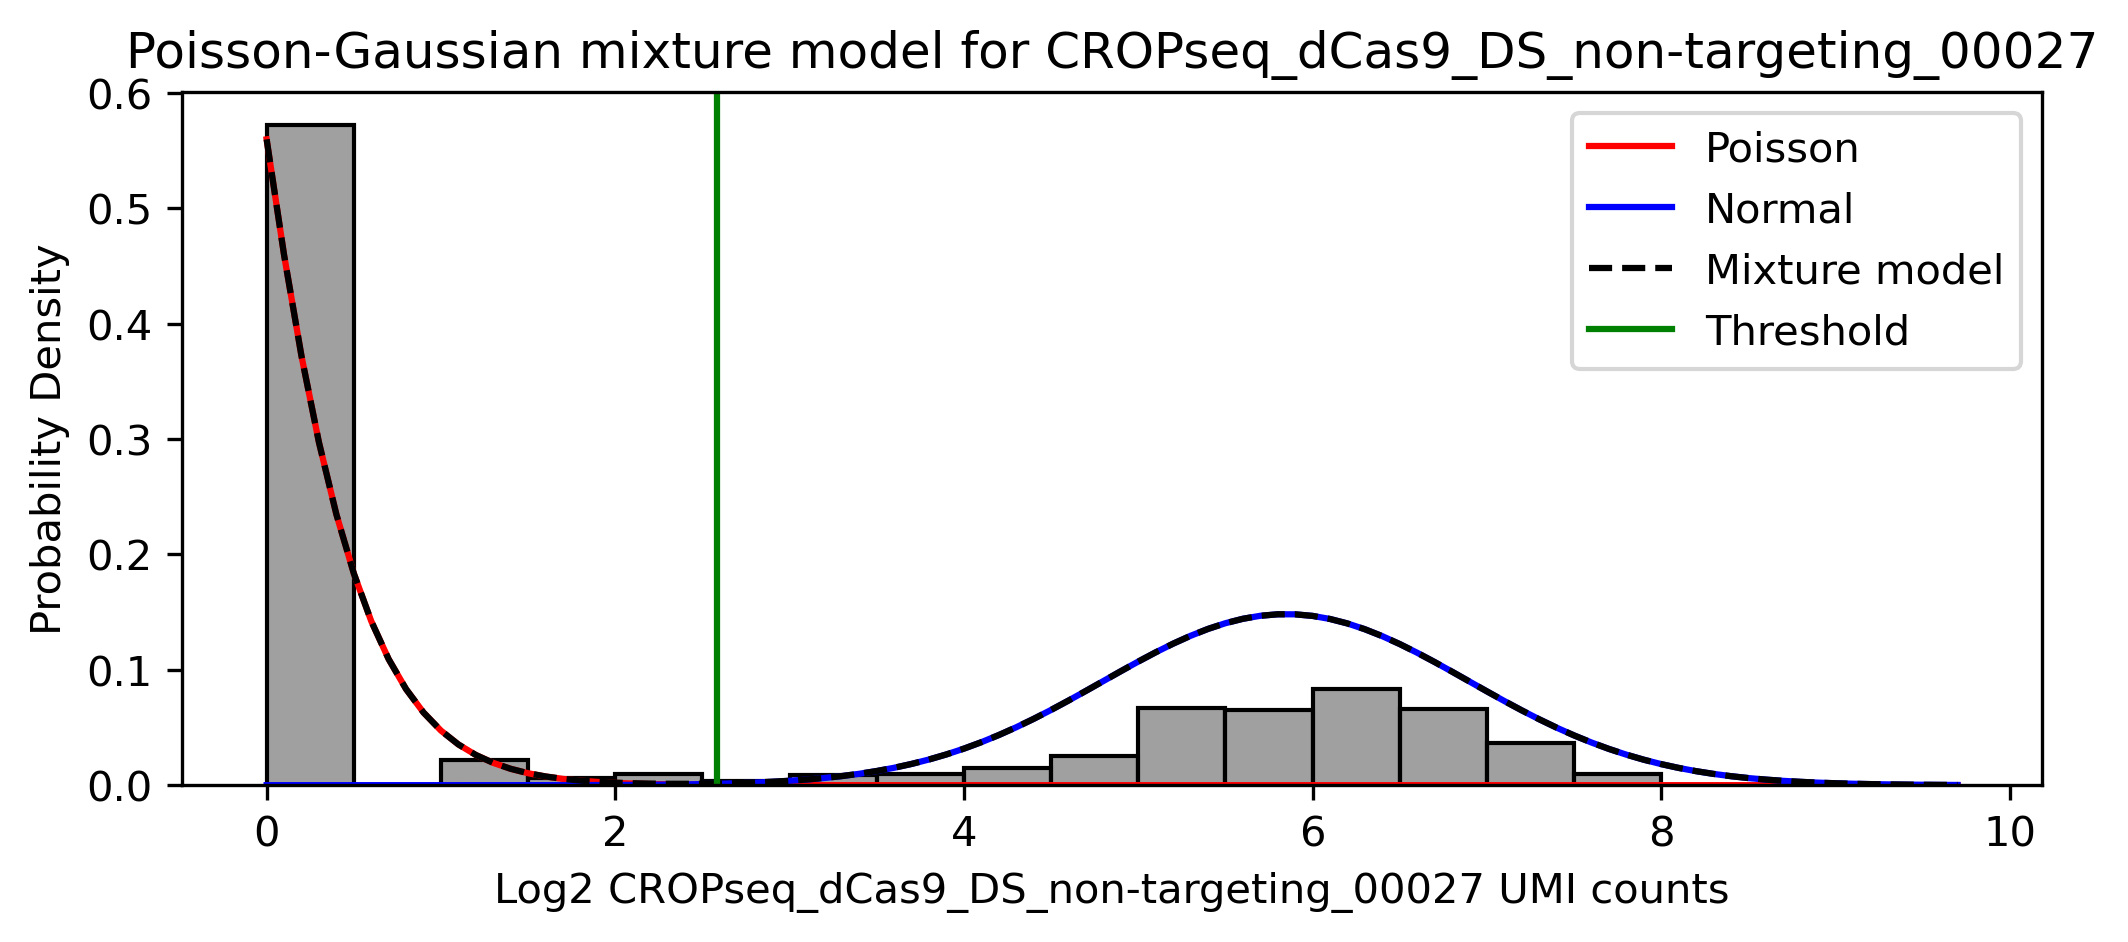 Poisson-Gaussian mixture model for CROPseq_dCas9_DS_non-targeting_00027
Probability Density
0.6
0.5
0.4
0.3
0.2
0.1
0.0
Poisson
Normal
Mixture model
Threshold
0 2 4 6 8 10
Log2 CROPseq_dCas9_DS_non-targeting_00027 UMI counts